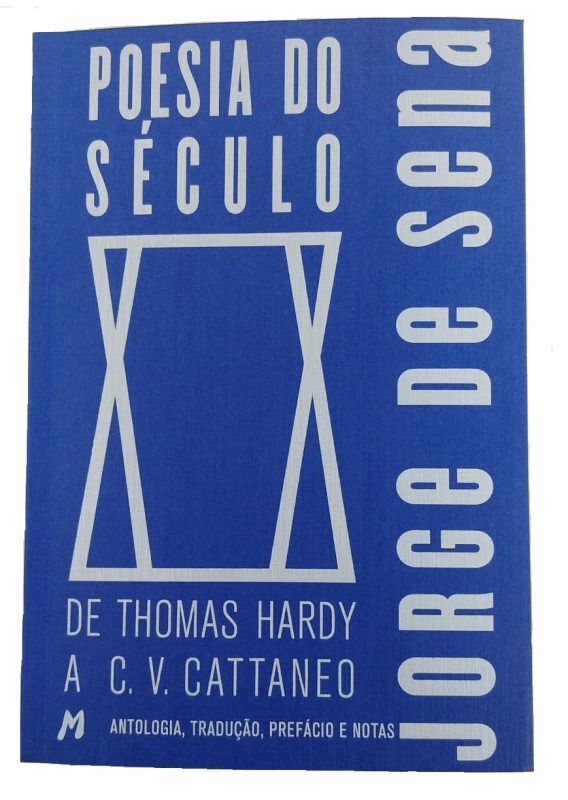 POESIA DO
SÉCULO
XX
DE THOMAS HARDY
A C. V. CATTANEO
M ANTOLOGIA, TRADUÇÃO, PREFÁCIO E NOTAS
JORGE DE SENA